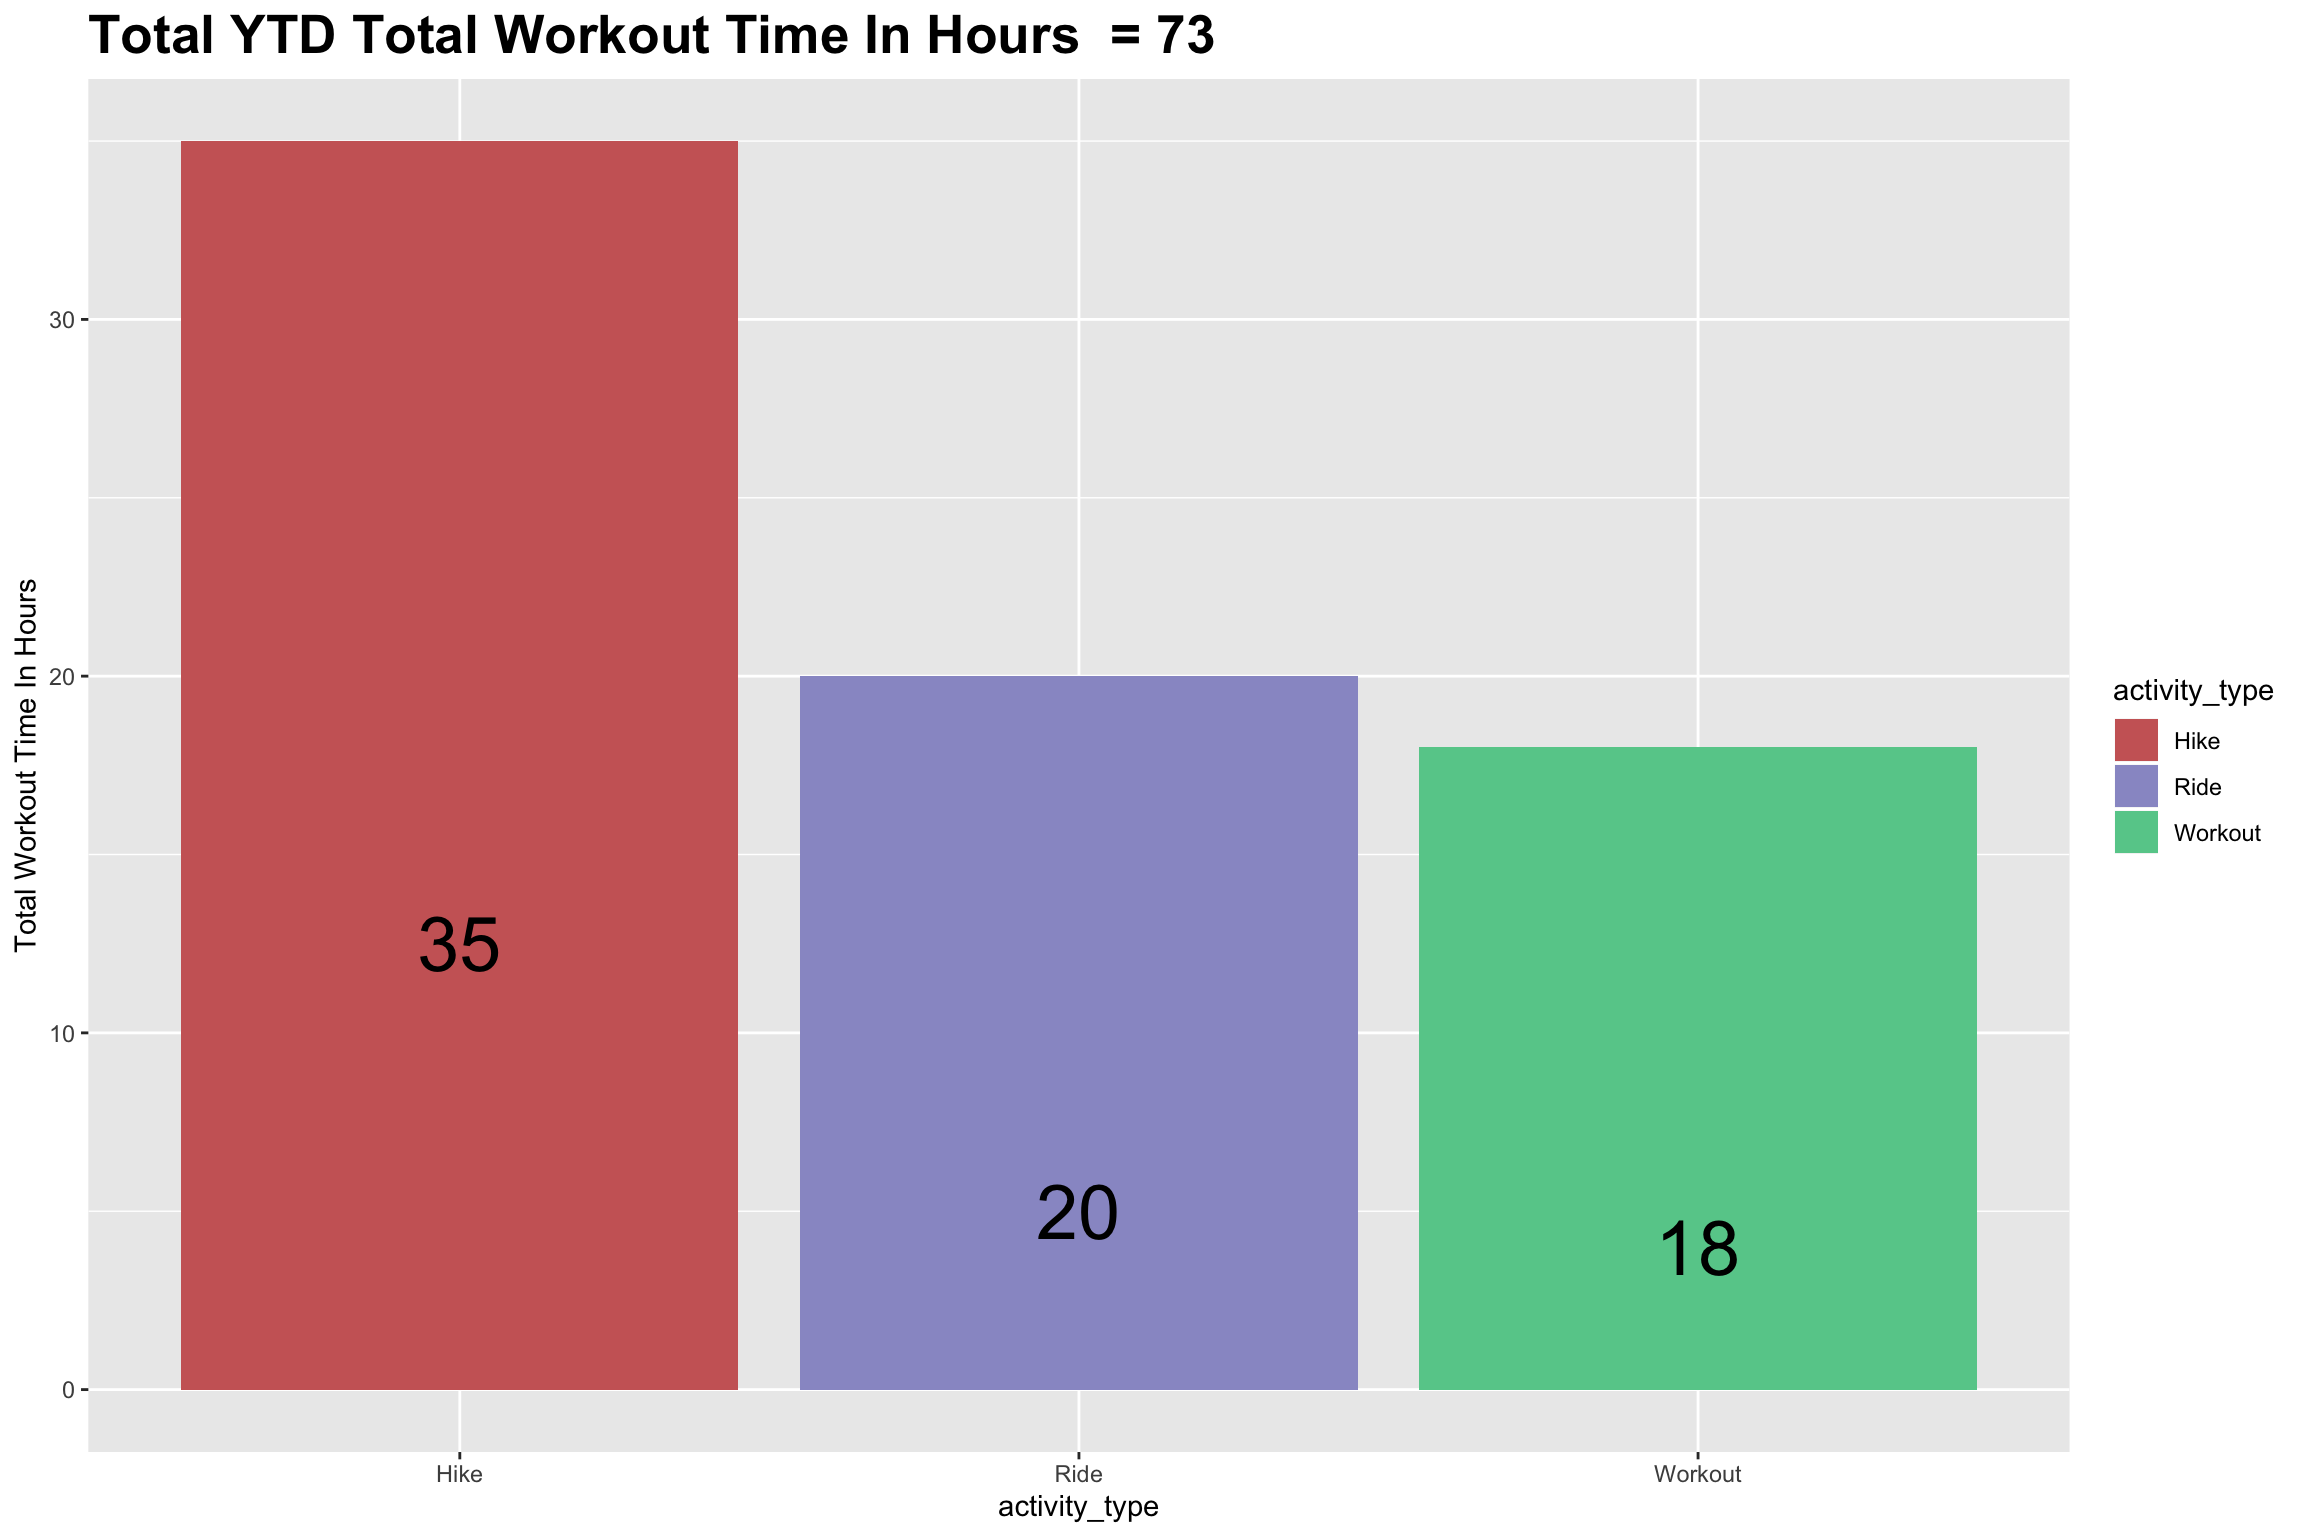 Total YTD Total Workout Time In Hours  = 73
Total Workout Time In Hours
30
20
10
0
35
20
18
Hike
Ride
Workout
activity_type
activity_type
Hike
Ride
Workout